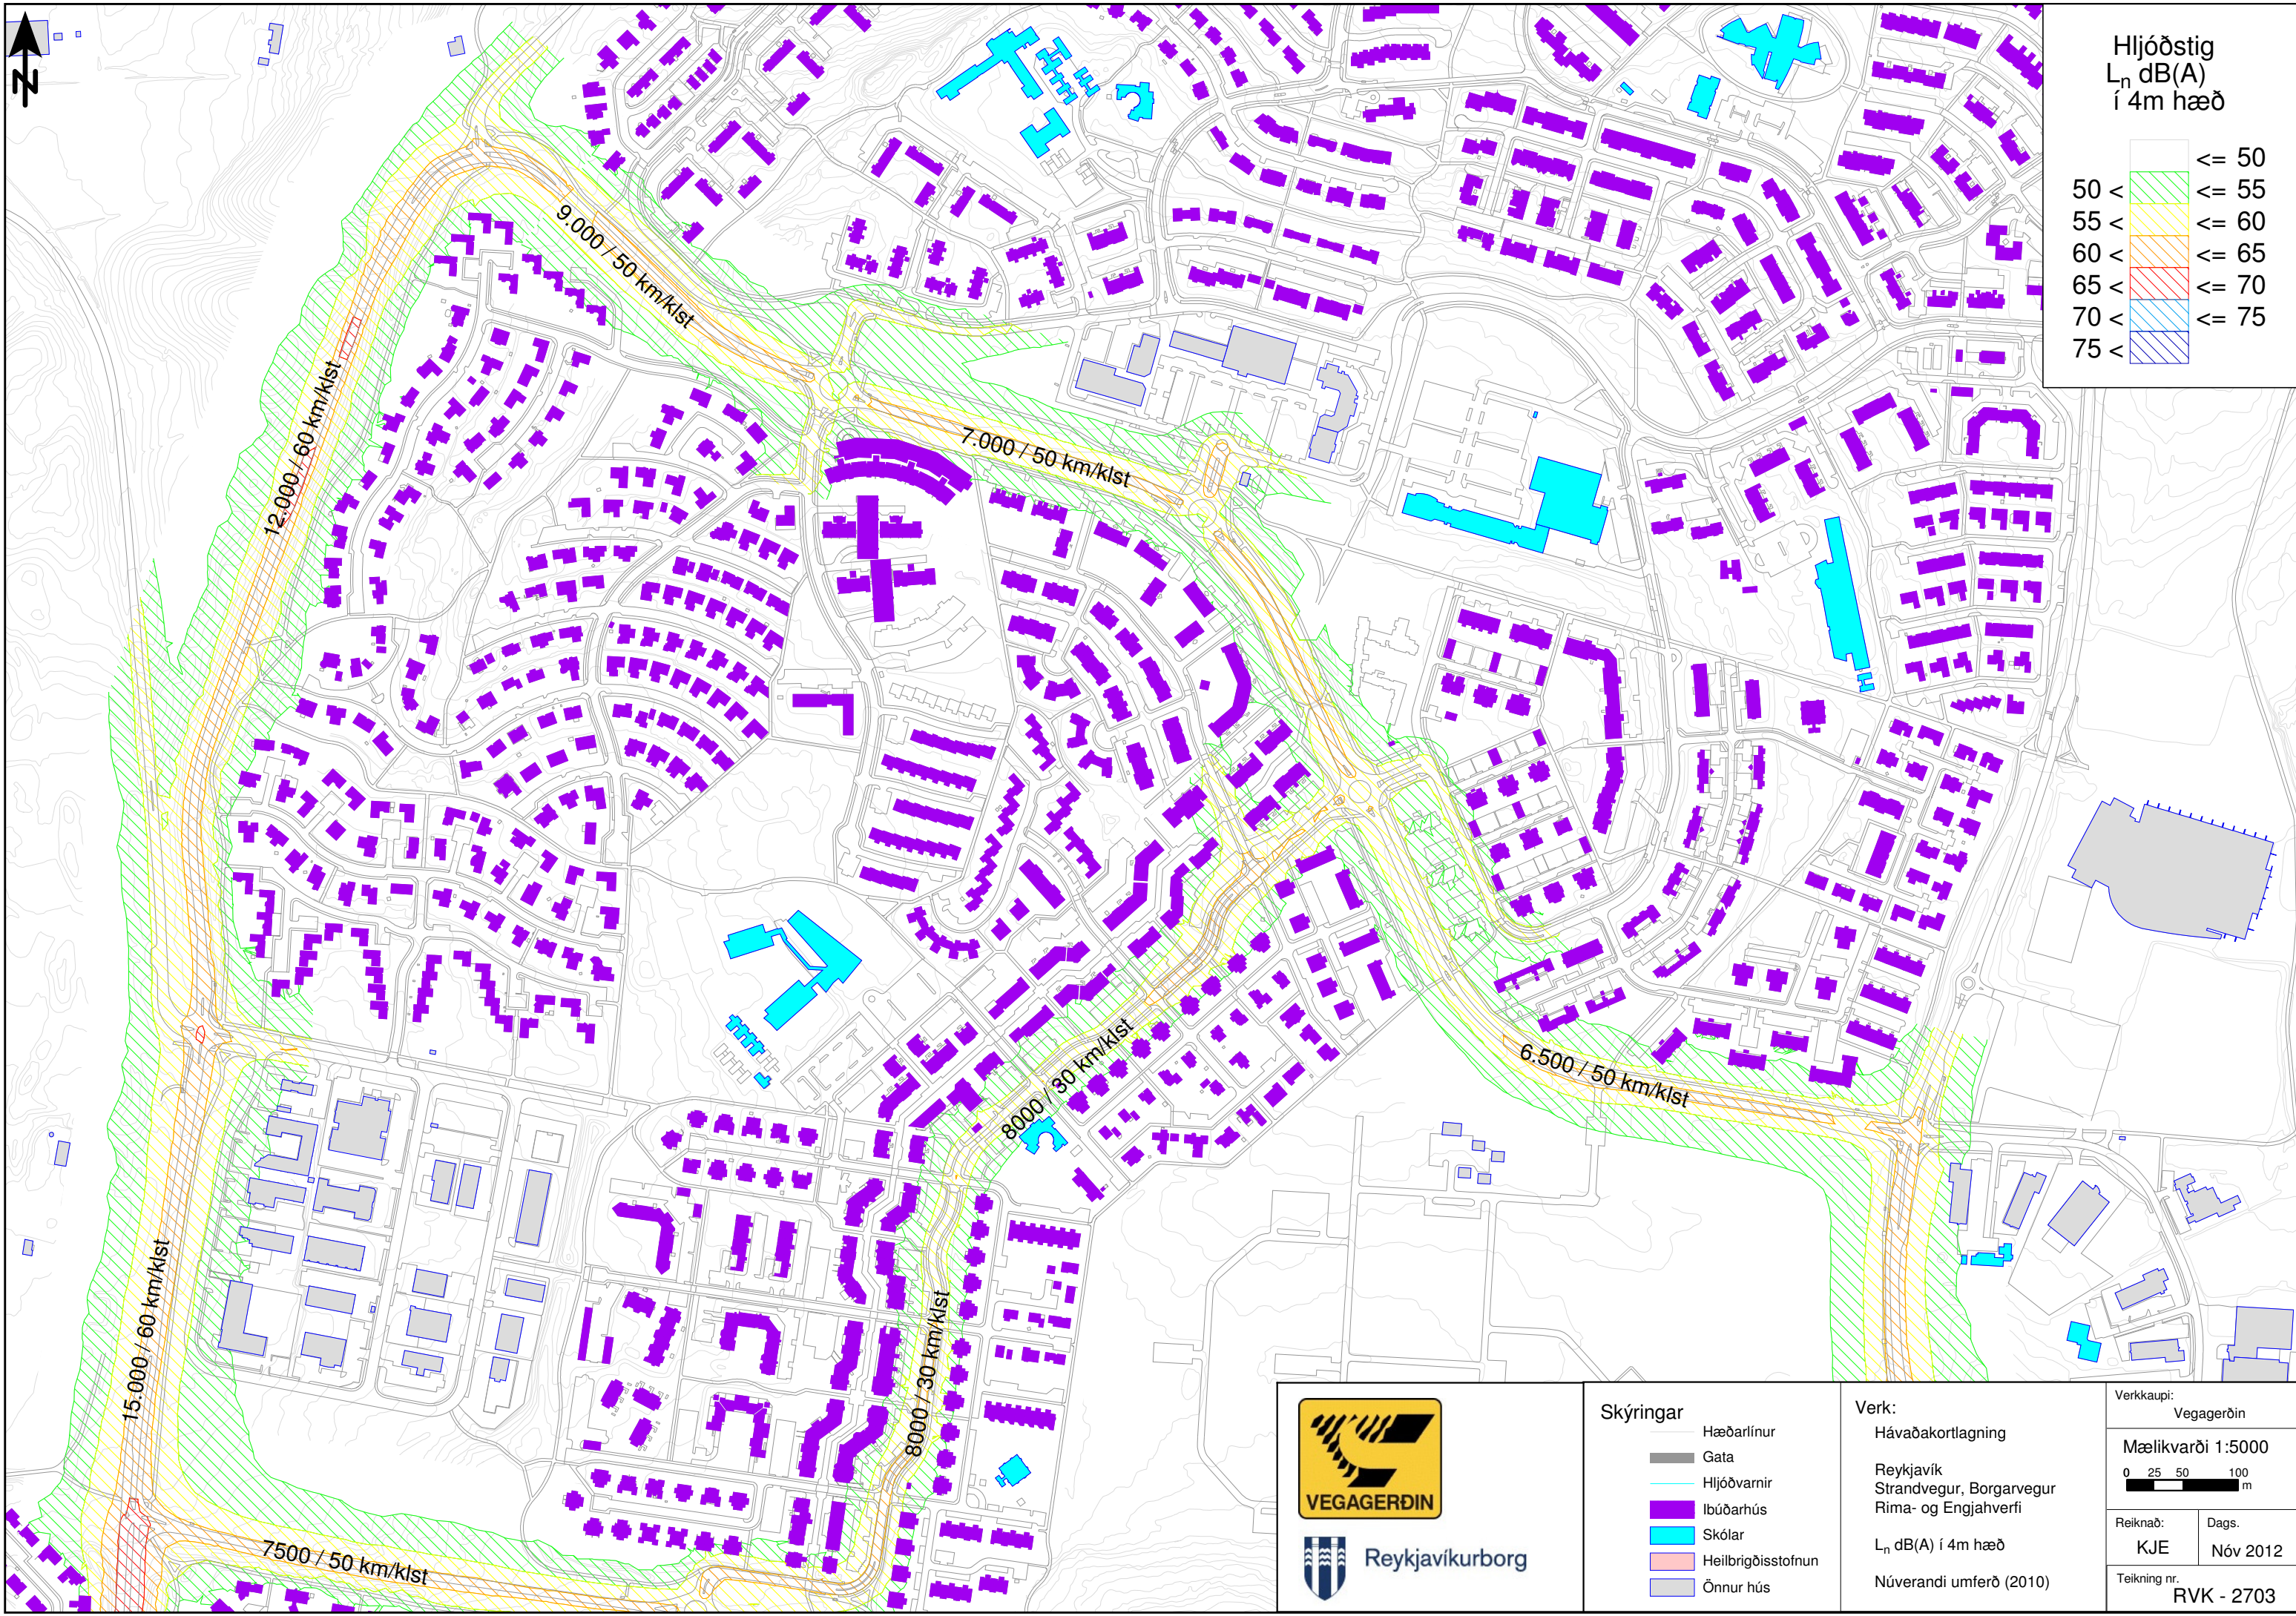 N
Hljóðstig
Ln dB(A)
í 4m hæð
<= 50
50 < <= 55
55 < <= 60
60 < <= 65
65 < <= 70
70 < <= 75
75 <
9.000 / 50 km/klst
12.000 / 60 km/klst
7.000 / 50 km/klst
8000 / 30 km/klst
6.500 / 50 km/klst
15.000 / 60 km/klst
8000 / 30 km/klst
7500 / 50 km/klst
VEGAGERÐIN
Reykjavíkurborg
Skýringar
Hæðarlínur
Gata
Hljóðvarnir
Ibúðarhús
Skólar
Heilbrigðisstofnun
Önnur hús
Verk:
Hávaðakortlagning
Reykjavík
Strandvegur, Borgarvegur
Rima- og Engjahverfi
Ln dB(A) í 4m hæð
Núverandi umferð (2010)
Verkkaupi:
Vegagerðin
Mælikvarði 1:5000
0 25 50 100
m
Reiknað:
KJE
Dags.
Nóv 2012
Teikning nr.
RVK - 2703